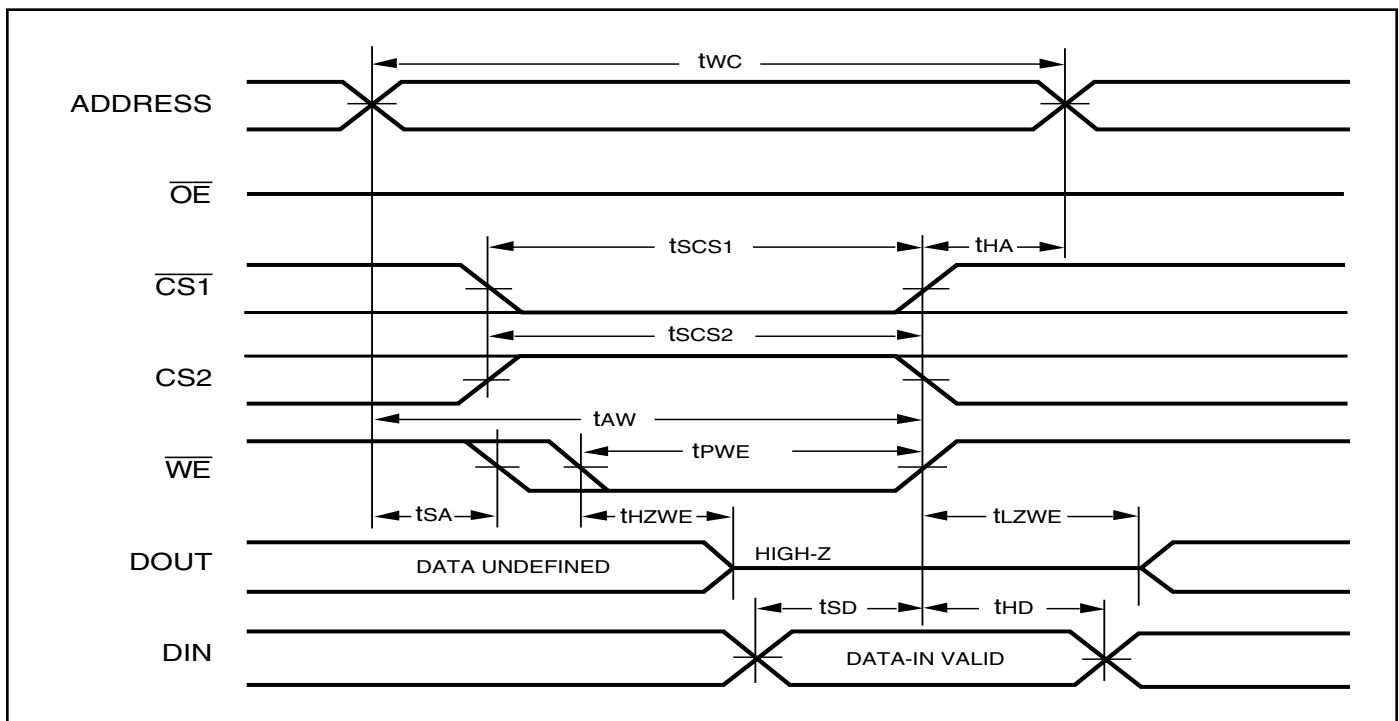 tWC
ADDRESS
OE
tSCS1
tHA
CS1
tSCS2
CS2
tAW
WE
tPWE
tSA
tHZWE
tLZWE
DOUT
DATA UNDEFINED
HIGH-Z
tSD
tHD
DIN
DATA-IN VALID